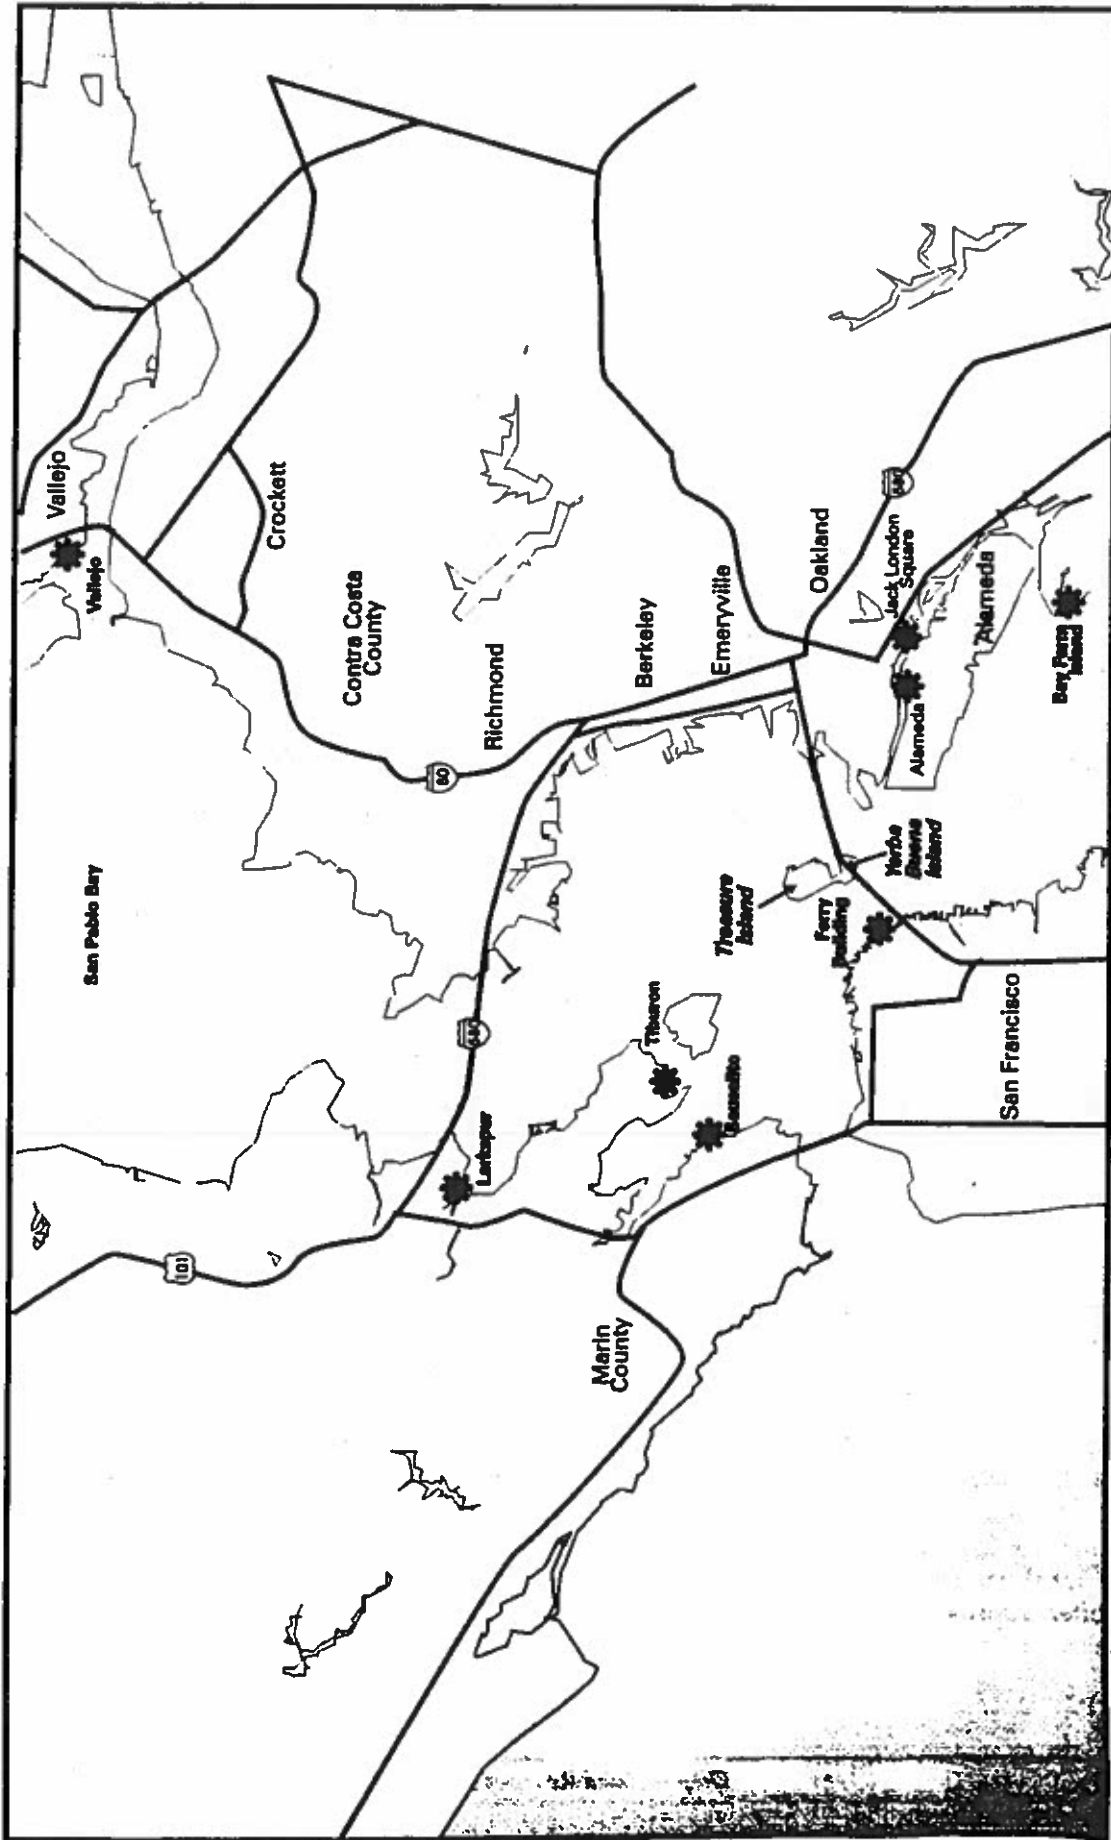 Vallejo
Vallejo
Crockett
San Pablo Bay
Contra Costa
County
Richmond
80
Berkeley
Emeryville
Oakland
Jack London
Square
Alameda
Alameda
Bay Farm
Island
Treasure
Island
Yerba
Buena
Island
Ferry
Building
Tiburon
Sausalito
Larkspur
101
San Francisco
Marin
County